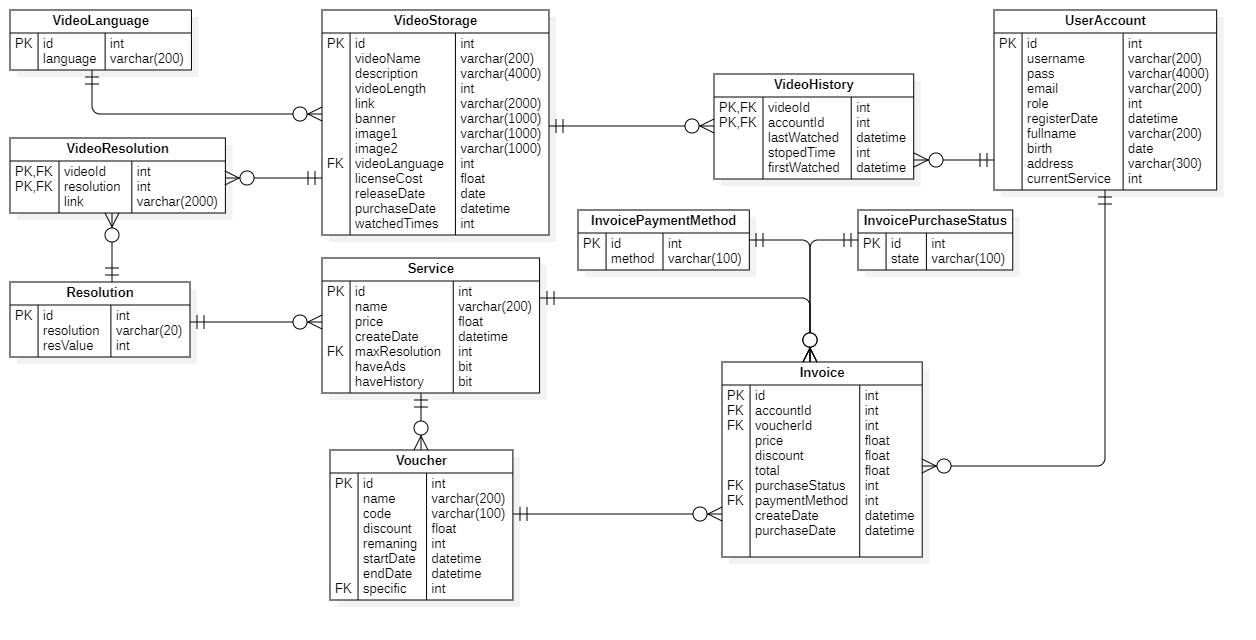 VideoLanguage
PK id int
language varchar(200)
VideoStorage
PK id int
videoName varchar(200)
description varchar(4000)
videoLength int
link varchar(2000)
banner varchar(1000)
image1 varchar(1000)
image2 varchar(1000)
FK videoLanguage int
licenseCost float
releaseDate date
purchaseDate datetime
watchedTimes int
UserAccount
PK id int
username varchar(200)
pass varchar(4000)
email varchar(200)
role int
registerDate datetime
fullname varchar(200)
birth date
address varchar(300)
currentService int
VideoHistory
PK,FK videoId int
PK,FK accountId int
lastWatched datetime
stopedTime int
firstWatched datetime
VideoResolution
PK,FK videoId int
PK,FK resolution int
link varchar(2000)
InvoicePaymentMethod
PK id int
method varchar(100)
InvoicePurchaseStatus
PK id int
state varchar(100)
Resolution
PK id int
resolution varchar(20)
resValue int
Service
PK id int
name varchar(200)
price float
createDate datetime
FK maxResolution int
haveAds bit
haveHistory bit
Invoice
PK id int
FK accountId int
FK voucherId int
price float
discount float
total float
FK purchaseStatus int
FK paymentMethod int
createDate datetime
purchaseDate datetime
Voucher
PK id int
name varchar(200)
code varchar(100)
discount float
remaning int
startDate datetime
endDate datetime
FK specific int